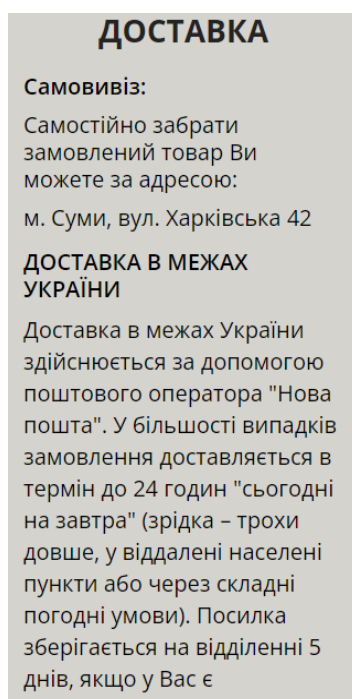 ДОСТАВКА
Самовивіз:
Самостійно забрати
замовлений товар Ви
можете за адресою:
м. Суми, вул. Харківська 42
ДОСТАВКА В МЕЖАХ
УКРАЇНИ
Доставка в межах України
здійснюється за допомогою
поштового оператора "Нова
пошта". У більшості випадків
замовлення доставляється в
термін до 24 годин "сьогодні
на завтра" (зрідка – трохи
довше, у віддалені населені
пункти або через складні
погодні умови). Посилка
зберігається на відділенні 5
днів, якщо у Вас є